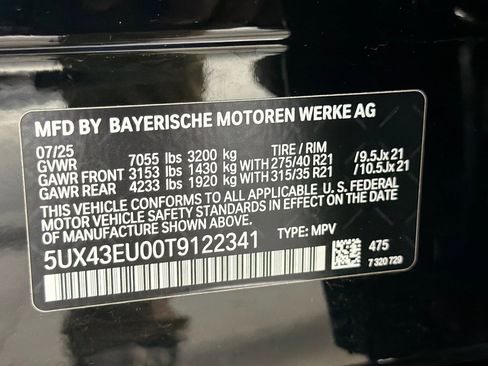 MFD BY BAYERISCHE MOTOREN WERKE AG
07/25 TIRE / RIM
GVWR 7055 lbs 3200 kg
GAWR FRONT 3153 lbs 1430 kg WITH 275/40 R21 /9.5Jx21
GAWR REAR 4233 lbs 1920 kg WITH 315/35 R21 /10.5Jx21
THIS VEHICLE CONFORMS TO ALL APPLICABLE U.S. FEDERAL
MOTOR VEHICLE SAFETY STANDARDS IN EFFECT ON THE DATE OF
MANUFACTURE SHOWN ABOVE.
5UX43EU00T9122341 TYPE: MPV
475
7 320 729